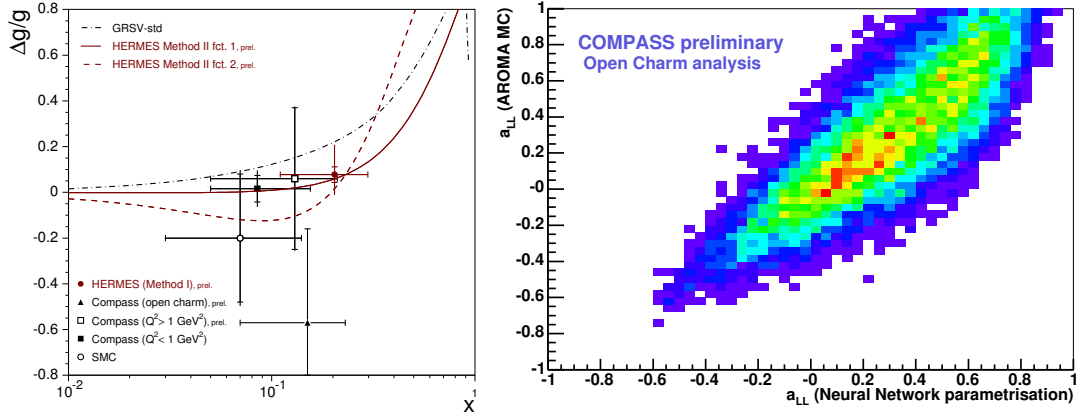 Δg/g
0.8
0.6
0.4
0.2
0
-0.2
-0.4
-0.6
-0.8
GRSV-std
HERMES Method II fct. 1, prel.
HERMES Method II fct. 2, prel.
HERMES (Method I), prel.
Compass (open charm), prel.
Compass (Q²> 1 GeV²), prel.
Compass (Q²< 1 GeV²)
SMC
10⁻² 10⁻¹ 1
x
a_LL (AROMA MC)
1
0.8
0.6
0.4
0.2
-0
-0.2
-0.4
-0.6
-0.8
-1
COMPASS preliminary
Open Charm analysis
-1 -0.8 -0.6 -0.4 -0.2 -0 0.2 0.4 0.6 0.8 1
a_LL (Neural Network parametrisation)